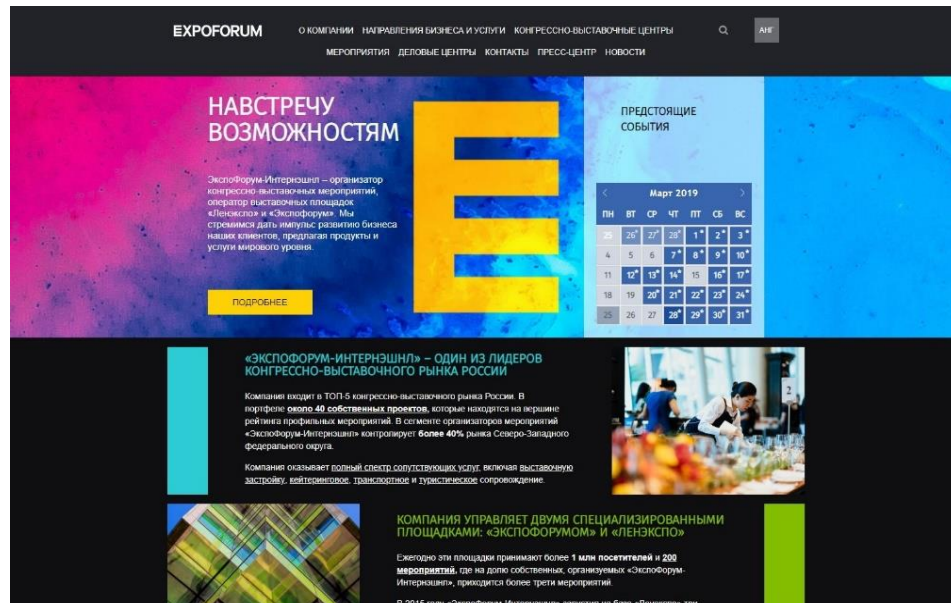 EXPOFORUM
О КОМПАНИИ НАПРАВЛЕНИЯ БИЗНЕСА И УСЛУГИ КОНГРЕССНО-ВЫСТАВОЧНЫЕ ЦЕНТРЫ
АНГ
МЕРОПРИЯТИЯ ДЕЛОВЫЕ ЦЕНТРЫ КОНТАКТЫ ПРЕСС-ЦЕНТР НОВОСТИ
НАВСТРЕЧУ
ВОЗМОЖНОСТЯМ
ЭкспоФорум-Интернэшнл – организатор
конгрессно-выставочных мероприятий,
оператор выставочных площадок
«Ленэкспо» и «Экспофорум». Мы
стремимся дать импульс развитию бизнеса
наших клиентов, предлагая продукты и
услуги мирового уровня.
ПОДРОБНЕЕ
E
ПРЕДСТОЯЩИЕ
СОБЫТИЯ
Март 2019
ПН ВТ СР ЧТ ПТ СБ ВС
25 26* 27* 28* 1* 2* 3*
4 5 6 7* 8* 9* 10*
11 12* 13* 14* 15 16* 17*
18 19 20* 21* 22* 23* 24*
25 26 27 28* 29* 30* 31*
«ЭКСПОФОРУМ-ИНТЕРНЭШНЛ» – ОДИН ИЗ ЛИДЕРОВ
КОНГРЕССНО-ВЫСТАВОЧНОГО РЫНКА РОССИИ
Компания входит в ТОП-5 конгрессно-выставочного рынка России. В
портфеле около 40 собственных проектов, которые находятся на вершине
рейтинга профильных мероприятий. В сегменте организаторов мероприятий
«ЭкспоФорум-Интернэшнл» контролирует более 40% рынка Северо-Западного
федерального округа.
Компания оказывает полный спектр сопутствующих услуг, включая выставочную
застройку, кейтеринговое, транспортное и туристическое сопровождение.
2
КОМПАНИЯ УПРАВЛЯЕТ ДВУМЯ СПЕЦИАЛИЗИРОВАННЫМИ
ПЛОЩАДКАМИ: «ЭКСПОФОРУМОМ» И «ЛЕНЭКСПО»
Ежегодно эти площадки принимают более 1 млн посетителей и 200
мероприятий, где на долю собственных, организуемых «ЭкспоФорум-
Интернэшнл», приходится более трети мероприятий.